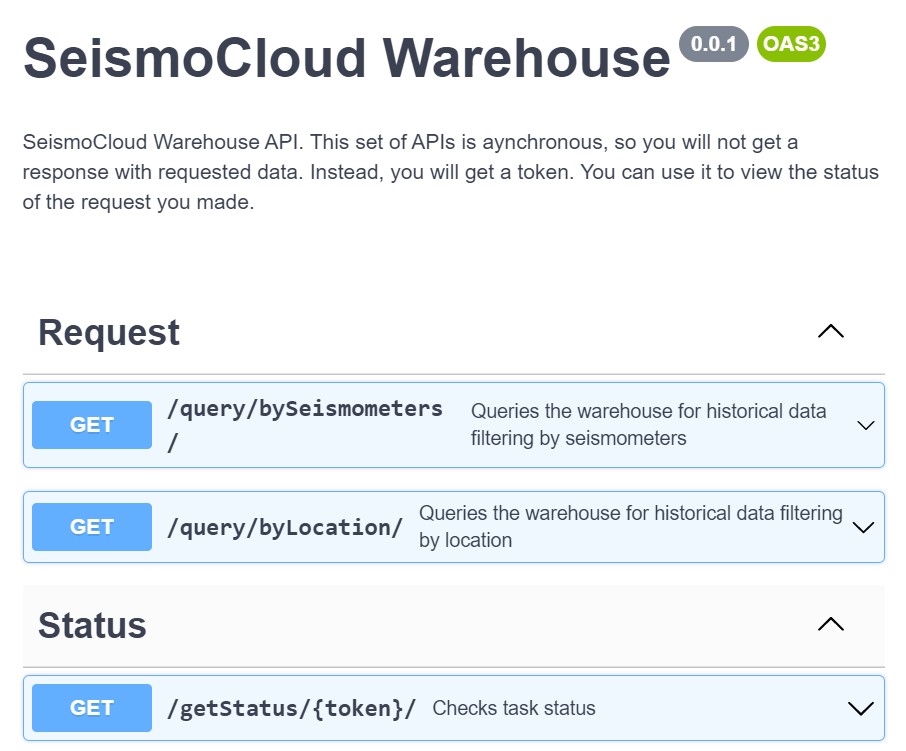 SeismoCloud Warehouse 0.0.1 OAS3
SeismoCloud Warehouse API. This set of APIs is aynchronous, so you will not get a
response with requested data. Instead, you will get a token. You can use it to view the status
of the request you made.
Request
GET /query/bySeismometers
/
Queries the warehouse for historical data
filtering by seismometers
GET /query/byLocation/
Queries the warehouse for historical data filtering
by location
Status
GET /getStatus/{token}/ Checks task status